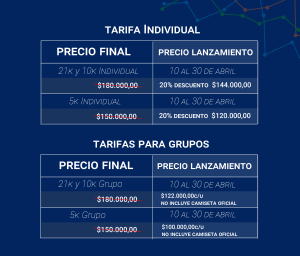 TARIFA INDIVIDUAL
PRECIO FINAL
PRECIO LANZAMIENTO
21K y 10K INDIVIDUAL
10 AL 30 DE ABRIL
$180.000,00
20% DESCUENTO $144.000,00
5K INDIVIDUAL
10 AL 30 DE ABRIL
$150.000,00
20% DESCUENTO $120.000,00
TARIFAS PARA GRUPOS
PRECIO FINAL
PRECIO LANZAMIENTO
21K y 10K Grupo
10 AL 30 DE ABRIL
$180.000,00
$122.000,00c/u
NO INCLUYE CAMISETA OFICIAL
5K Grupo
10 AL 30 DE ABRIL
$150.000,00
$100.000,00c/u
NO INCLUYE CAMISETA OFICIAL